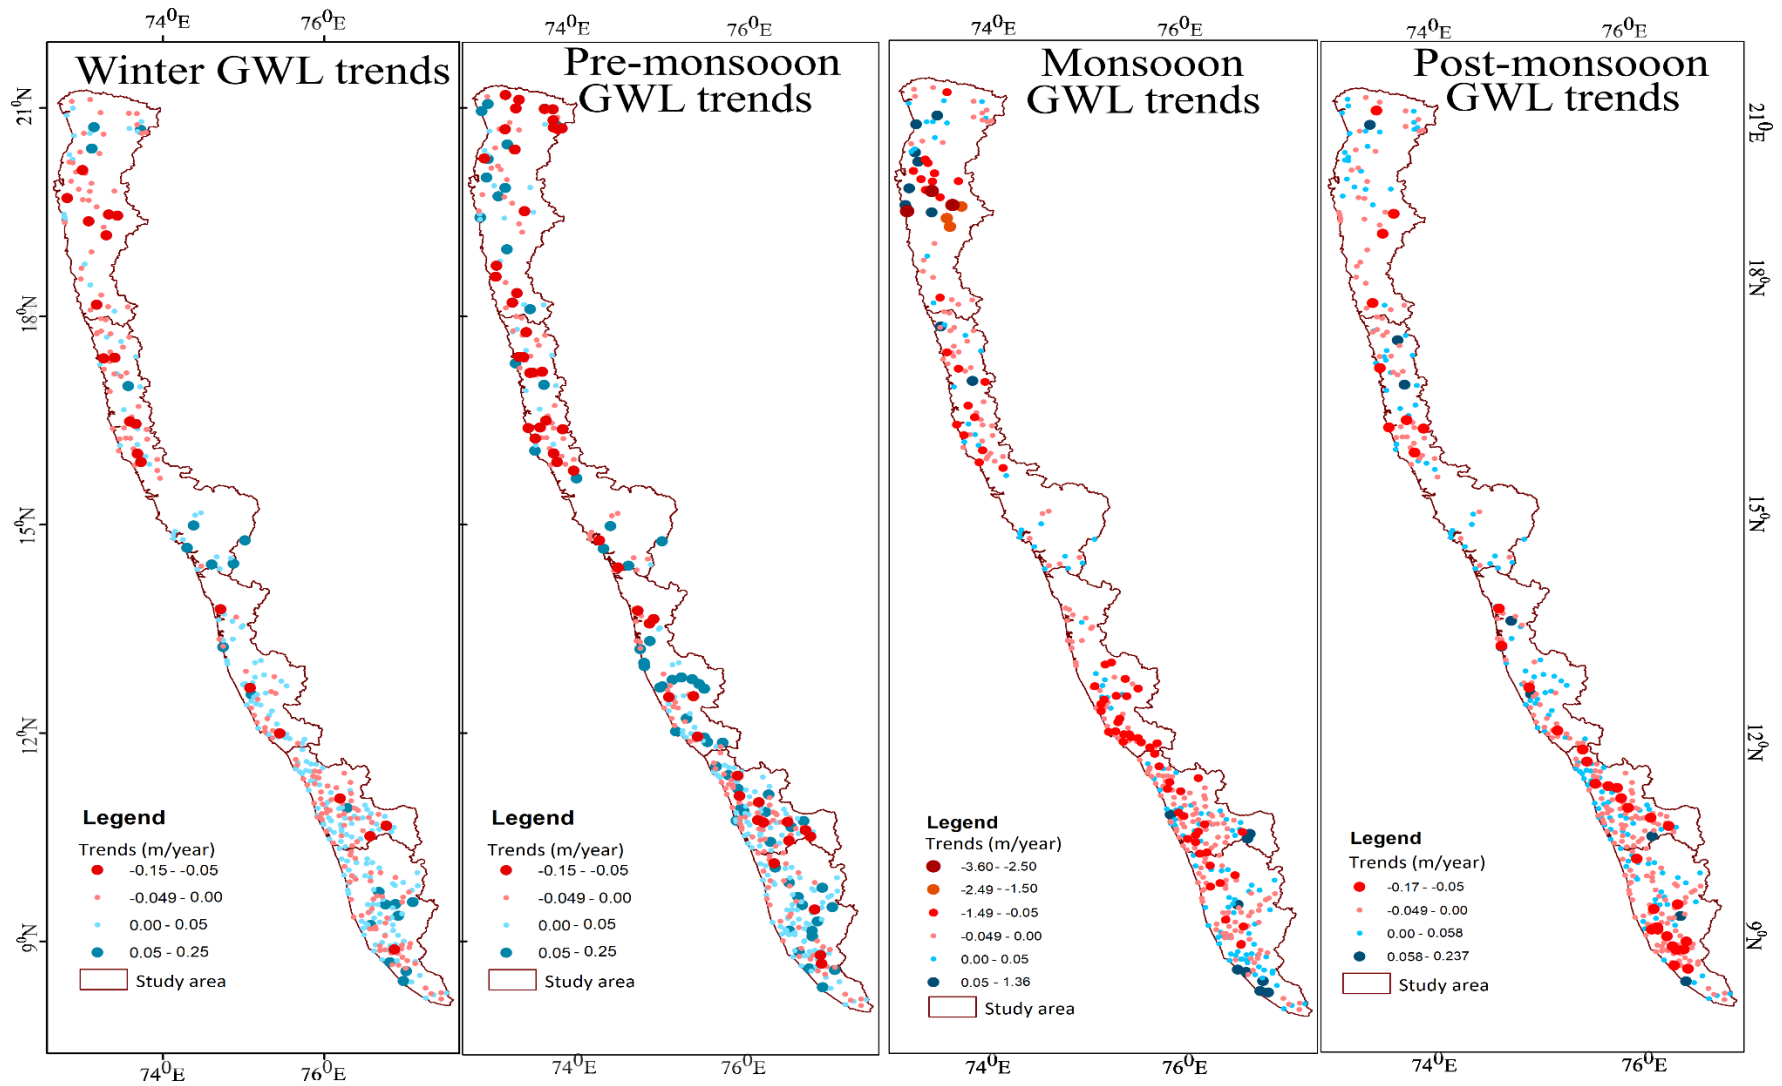 74⁰E 76⁰E 74⁰E 76⁰E 74⁰E 76⁰E 74⁰E 76⁰E
Winter GWL trends
Pre-monsooon
GWL trends
Monsooon
GWL trends
Post-monsooon
GWL trends
21⁰N
18⁰N
15⁰N
12⁰N
9⁰N
21⁰E
18⁰N
15⁰N
12⁰N
9⁰N
Legend
Trends (m/year)
-0.15 - -0.05
-0.049 - 0.00
0.00 - 0.05
0.05 - 0.25
Study area
Legend
Trends (m/year)
-0.15 - -0.05
-0.049 - 0.00
0.00 - 0.05
0.05 - 0.25
Study area
Legend
Trends (m/year)
-3.60 - -2.50
-2.49 - -1.50
-1.49 - -0.05
-0.049 - 0.00
0.00 - 0.05
0.05 - 1.36
Study area
Legend
Trends (m/year)
-0.17 - -0.05
-0.049 - 0.00
0.00 - 0.058
0.058 - 0.237
Study area
74⁰E 76⁰E 74⁰E 76⁰E 74⁰E 76⁰E 74⁰E 76⁰E